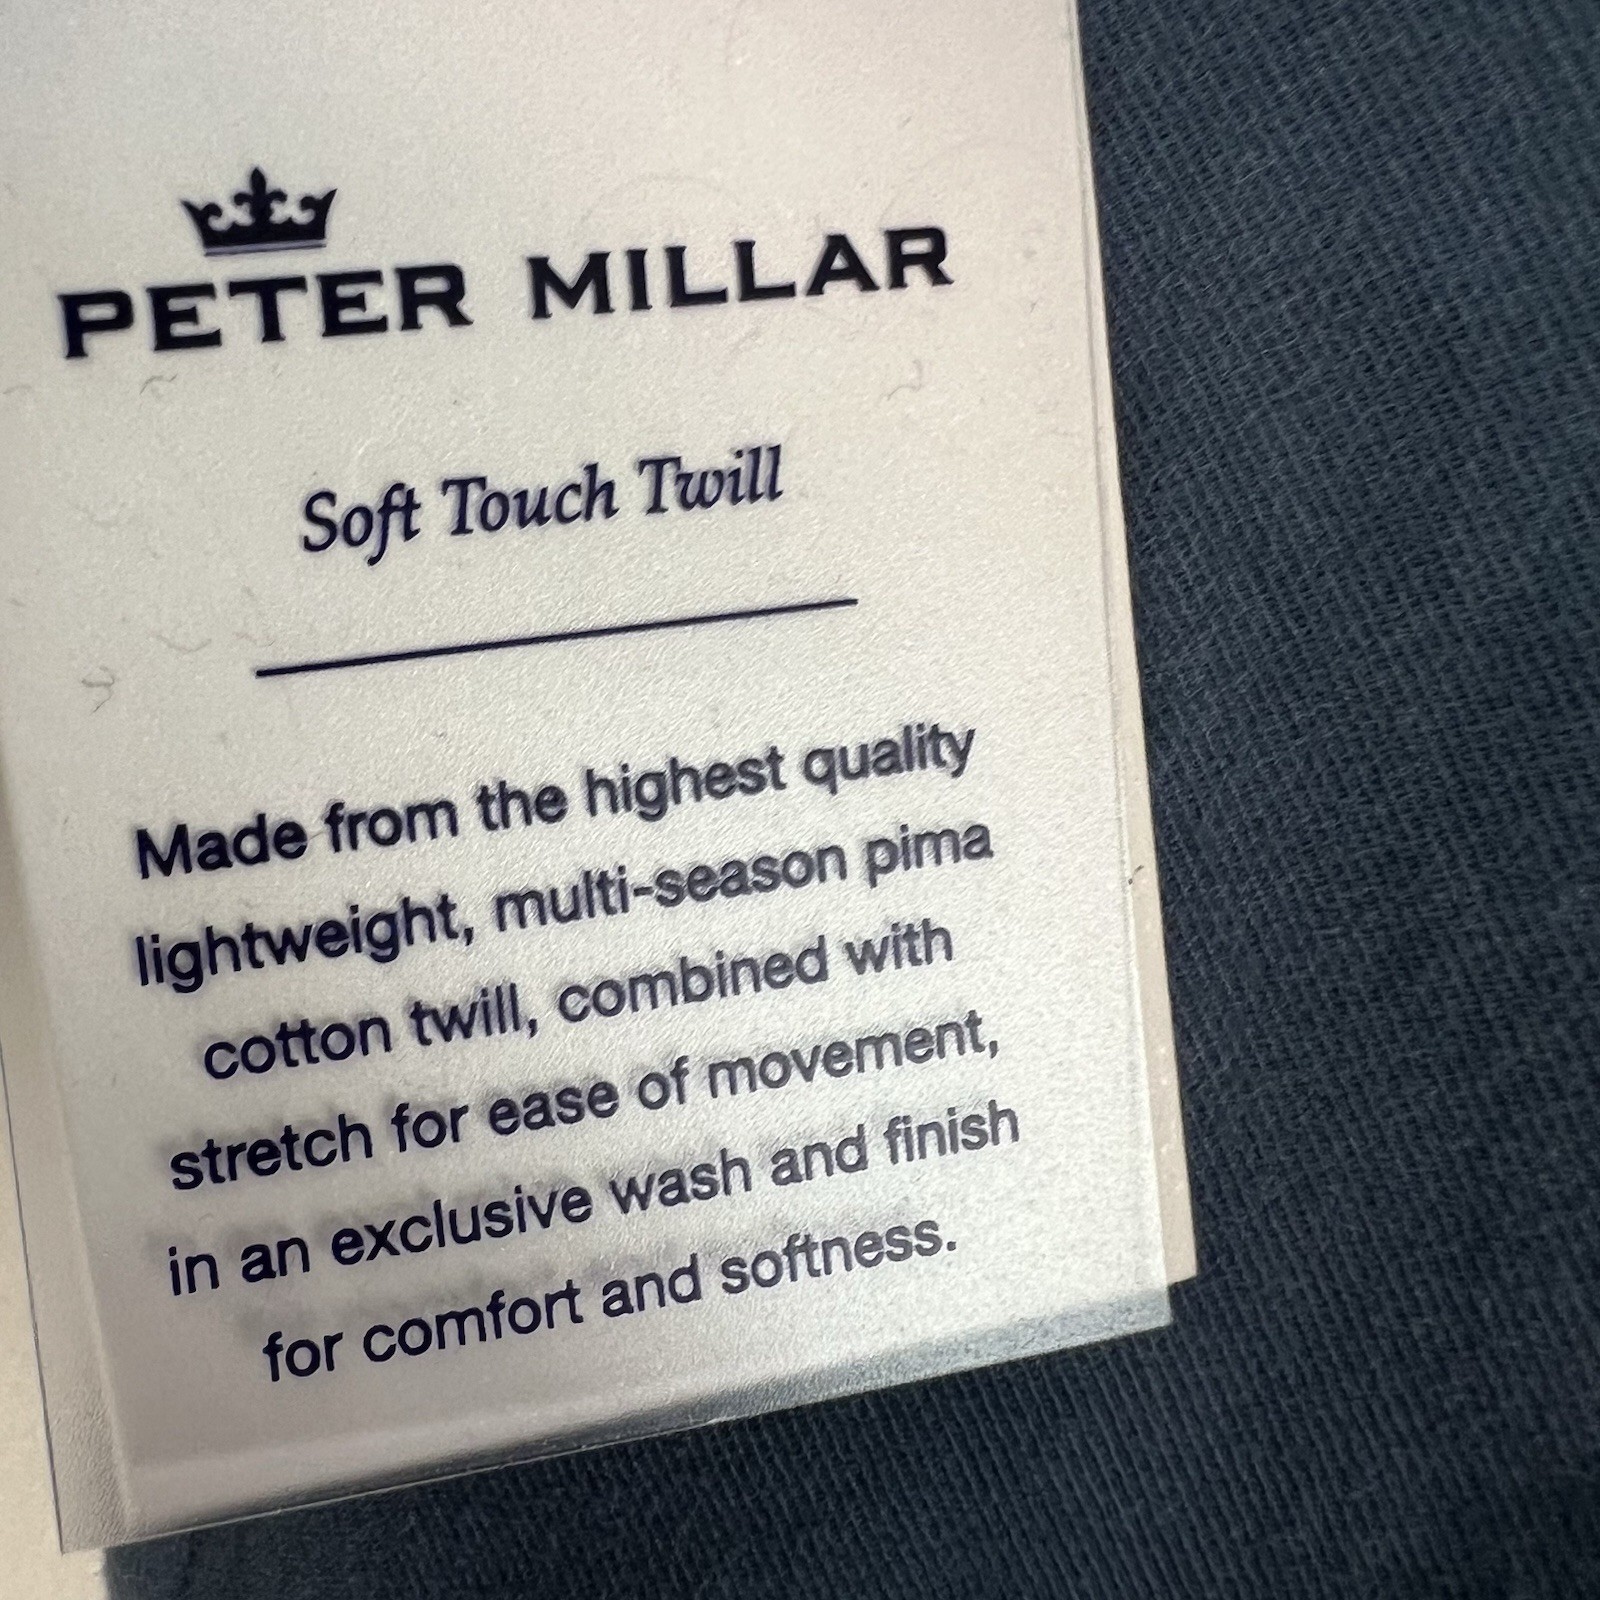 PETER MILLAR
Soft Touch Twill
Made from the highest quality
lightweight, multi-season pima
cotton twill, combined with
stretch for ease of movement,
in an exclusive wash and finish
for comfort and softness.